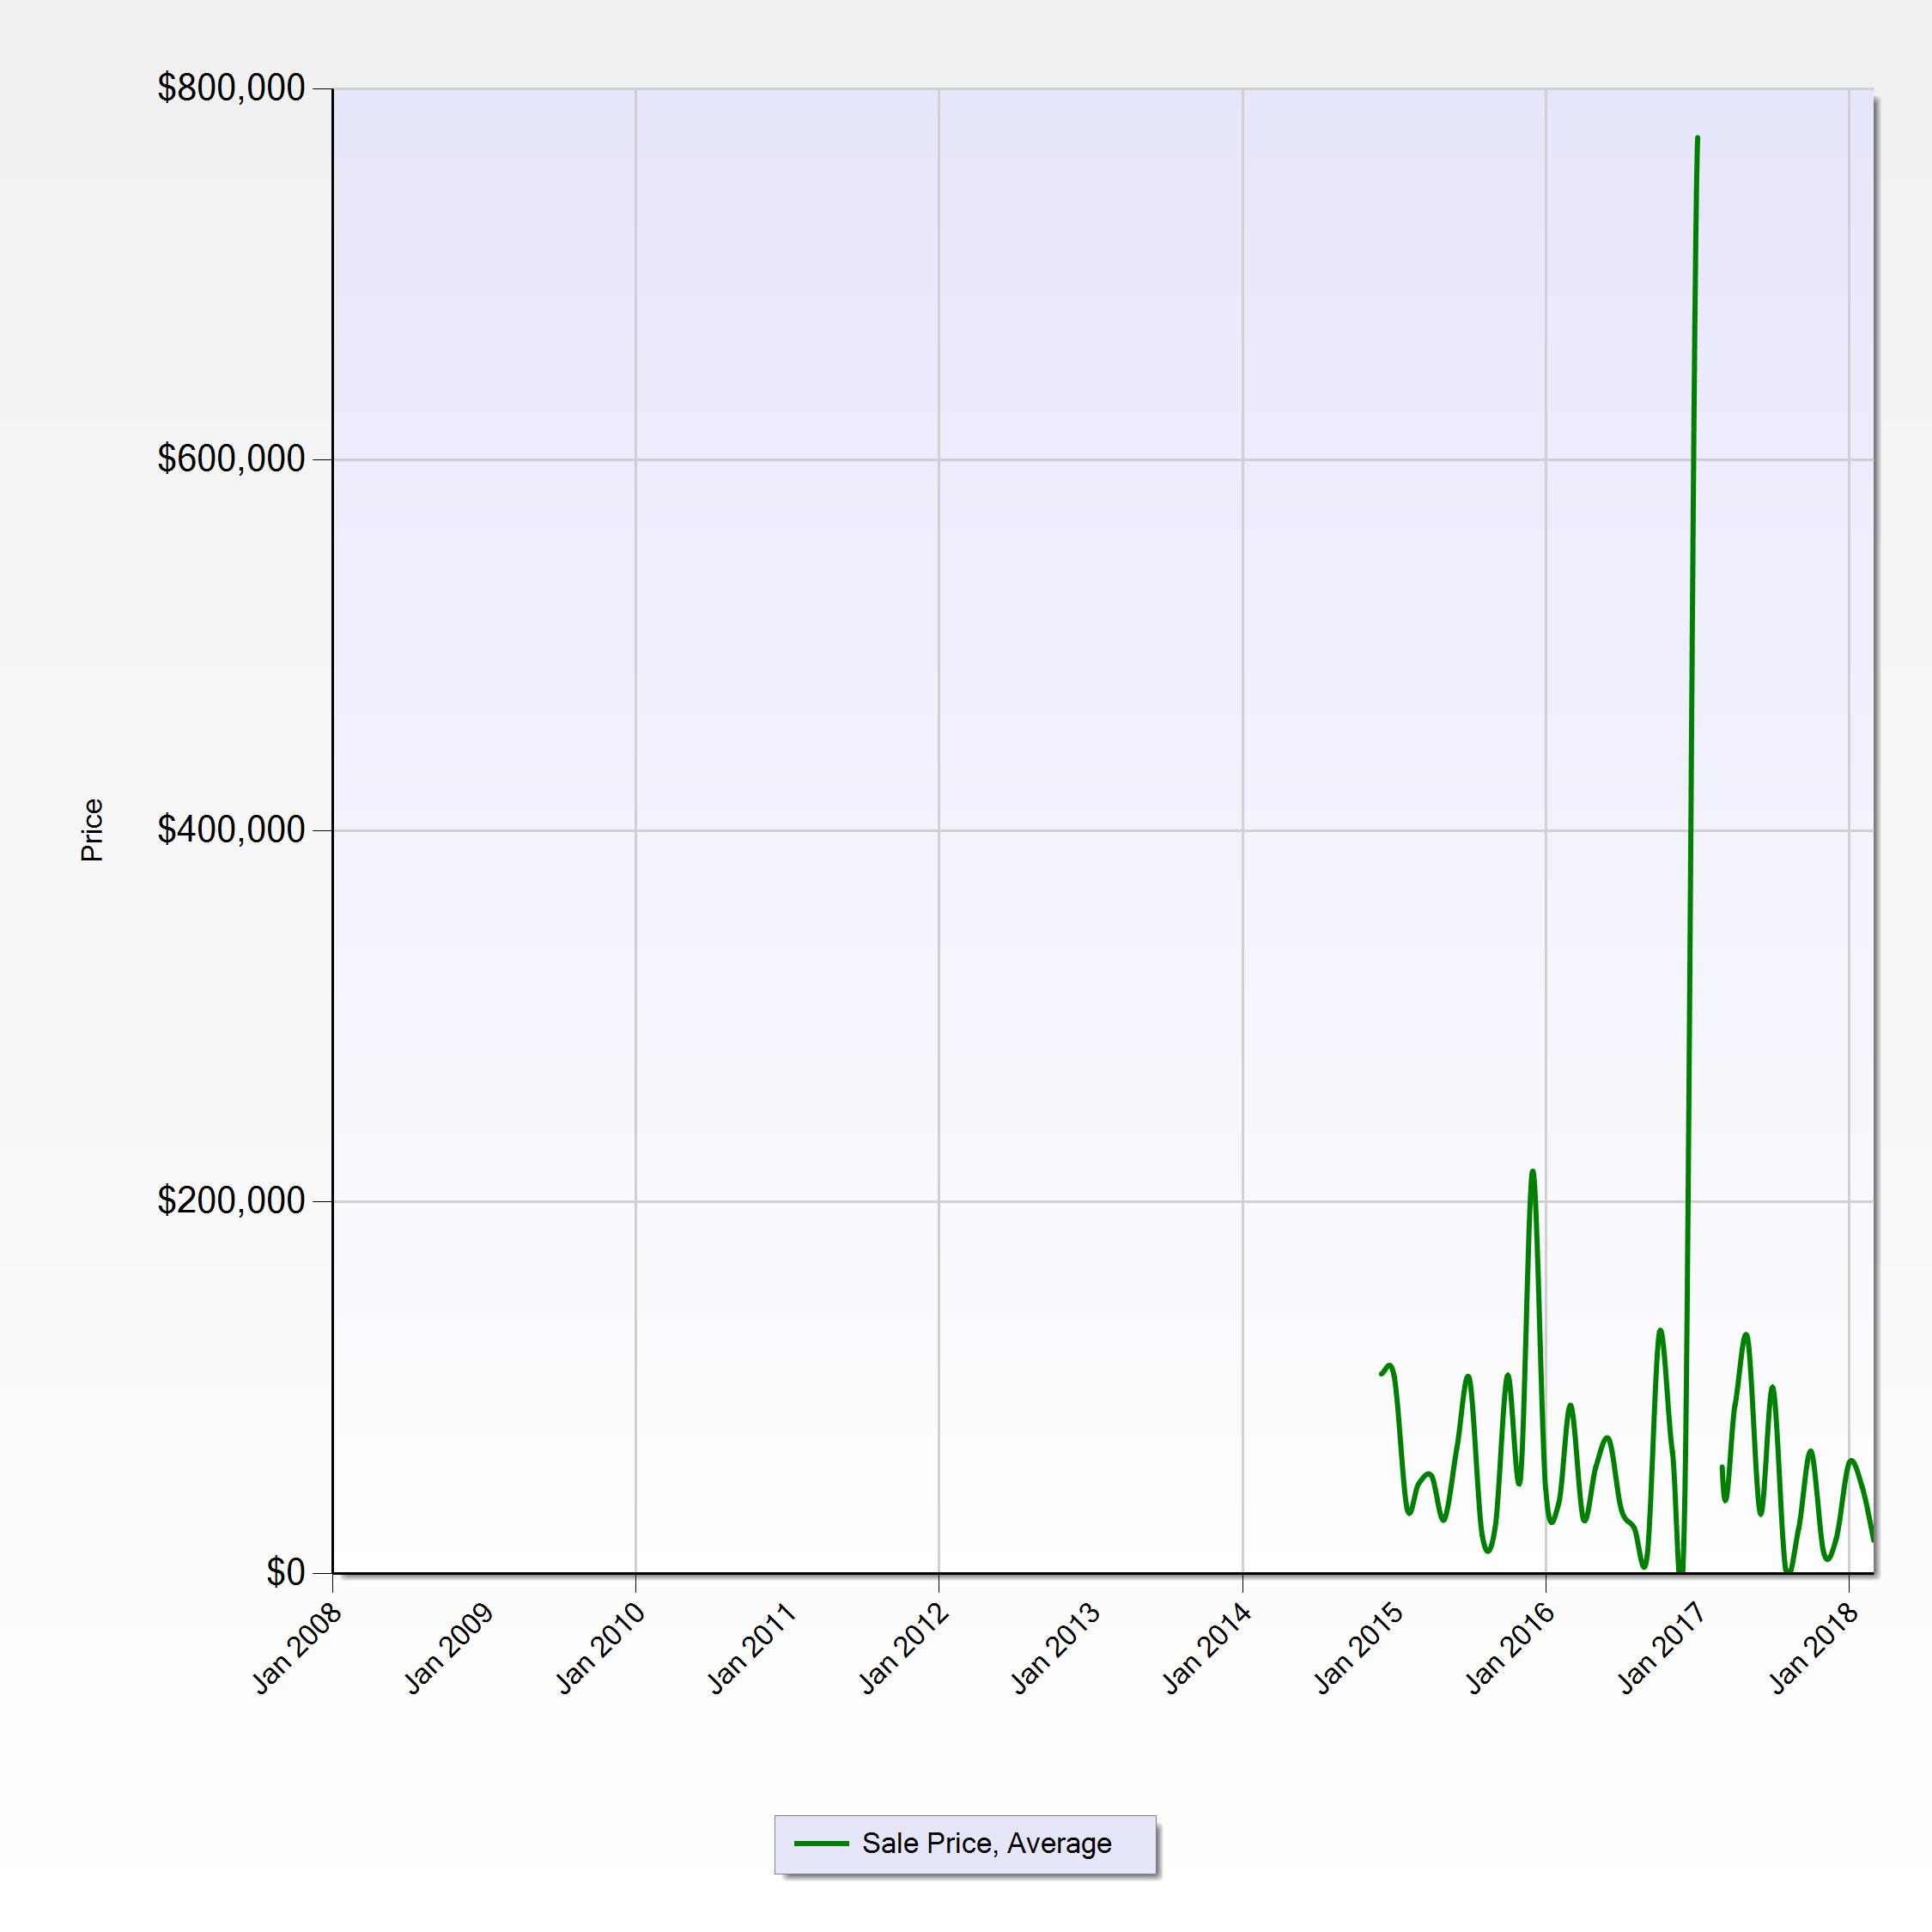 $800,000
$600,000
$400,000
$200,000
$0
Price
Jan 2008
Jan 2009
Jan 2010
Jan 2011
Jan 2012
Jan 2013
Jan 2014
Jan 2015
Jan 2016
Jan 2017
Jan 2018
Sale Price, Average